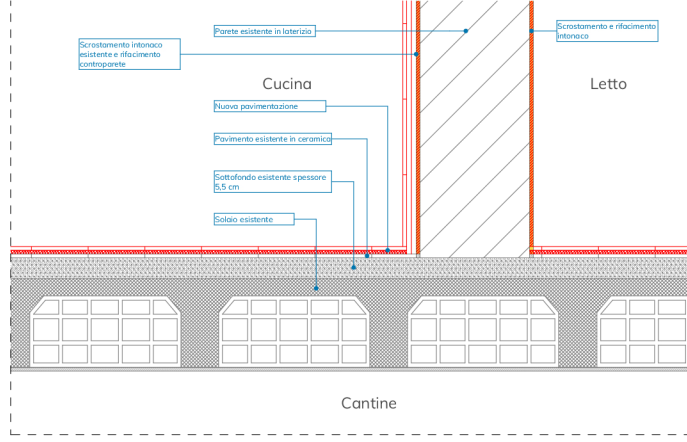 Scrostamento intonaco
esistente e rifacimento
controparete
Parete esistente in laterizio
Scrostamento e rifacimento
intonaco
Cucina
Letto
Nuova pavimentazione
Pavimento esistente in ceramica
Sottofondo esistente spessore
5,5 cm
Solaio esistente
Cantine